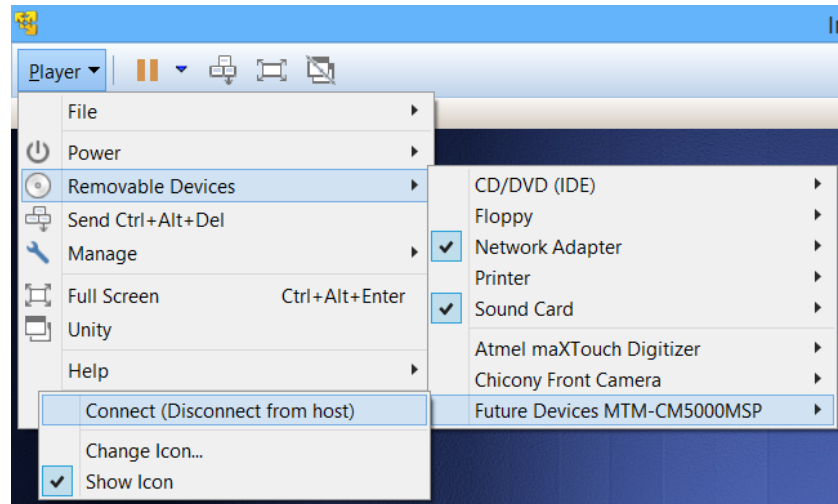 Player
File
Power
Removable Devices
Send Ctrl+Alt+Del
Manage
Full Screen Ctrl+Alt+Enter
Unity
Help
CD/DVD (IDE)
Floppy
Network Adapter
Printer
Sound Card
Atmel maXTouch Digitizer
Chicony Front Camera
Future Devices MTM-CM5000MSP
Connect (Disconnect from host)
Change Icon...
Show Icon